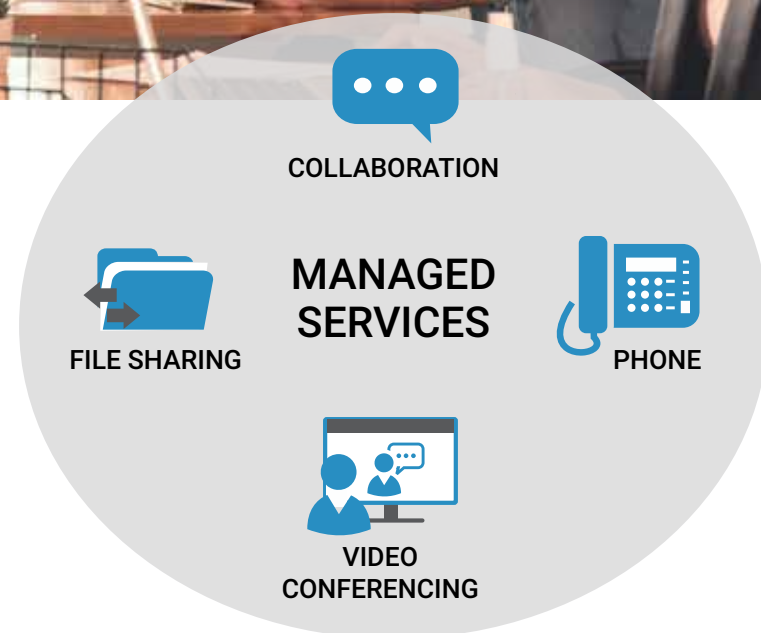 COLLABORATION
MANAGED
SERVICES
FILE SHARING
PHONE
VIDEO
CONFERENCING